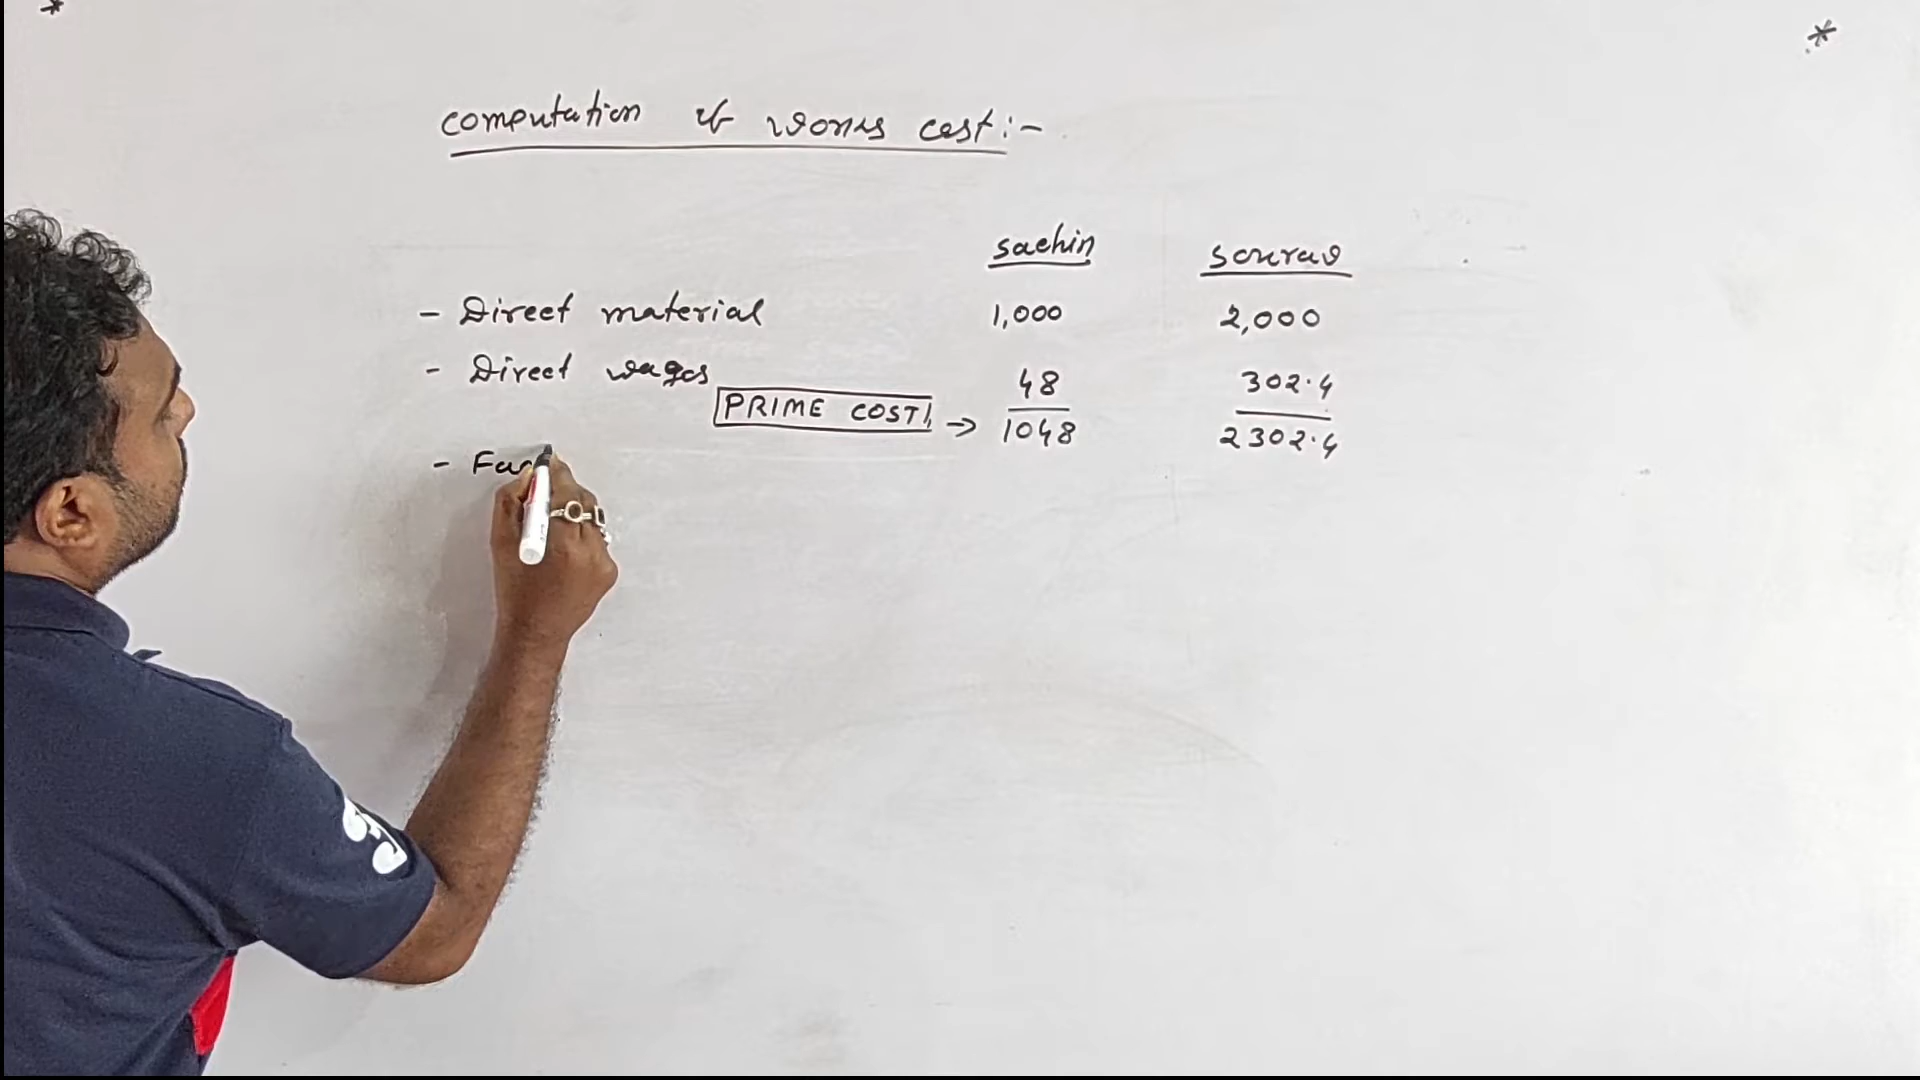 Computation of works cost:-
Sachin Sourav
- Direct material 1,000 2,000
- Direct wages 48 302.4
PRIME COST → 1048 2302.4
- Fac